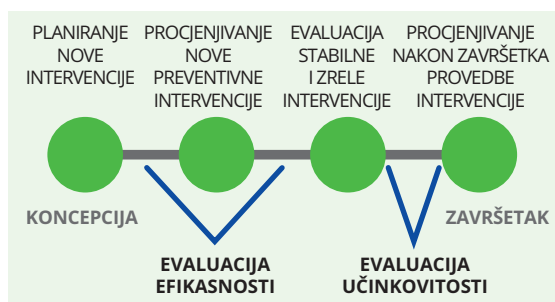 PLANIRANJE
NOVE
INTERVENCIJE
PROCJENJIVANJE
NOVE
PREVENTIVNE
INTERVENCIJE
EVALUACIJA
STABILNE
I ZRELE
INTERVENCIJE
PROCJENJIVANJE
NAKON ZAVRŠETKA
PROVEDBE
INTERVENCIJE
KONCEPCIJA
ZAVRŠETAK
EVALUACIJA
EFIKASNOSTI
EVALUACIJA
UČINKOVITOSTI